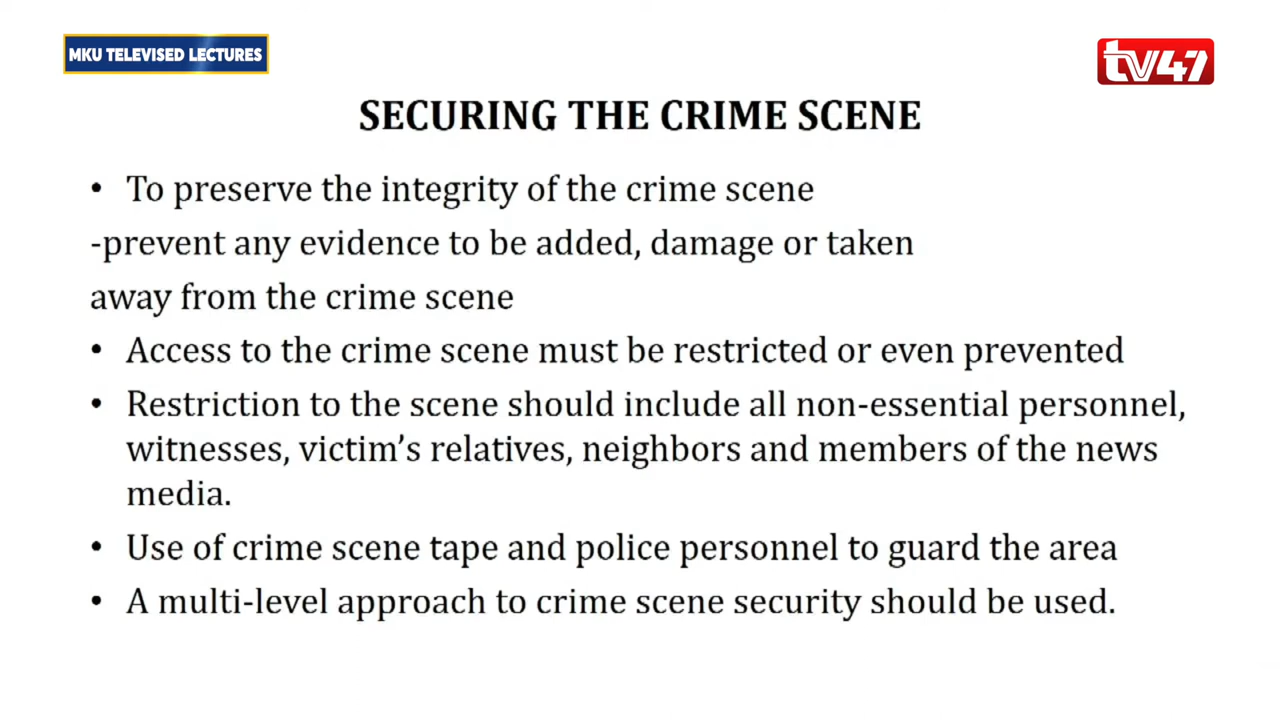 MKU TELEVISED LECTURES
tv47
SECURING THE CRIME SCENE
• To preserve the integrity of the crime scene
-prevent any evidence to be added, damage or taken
away from the crime scene
• Access to the crime scene must be restricted or even prevented
• Restriction to the scene should include all non-essential personnel,
witnesses, victim’s relatives, neighbors and members of the news
media.
• Use of crime scene tape and police personnel to guard the area
• A multi-level approach to crime scene security should be used.